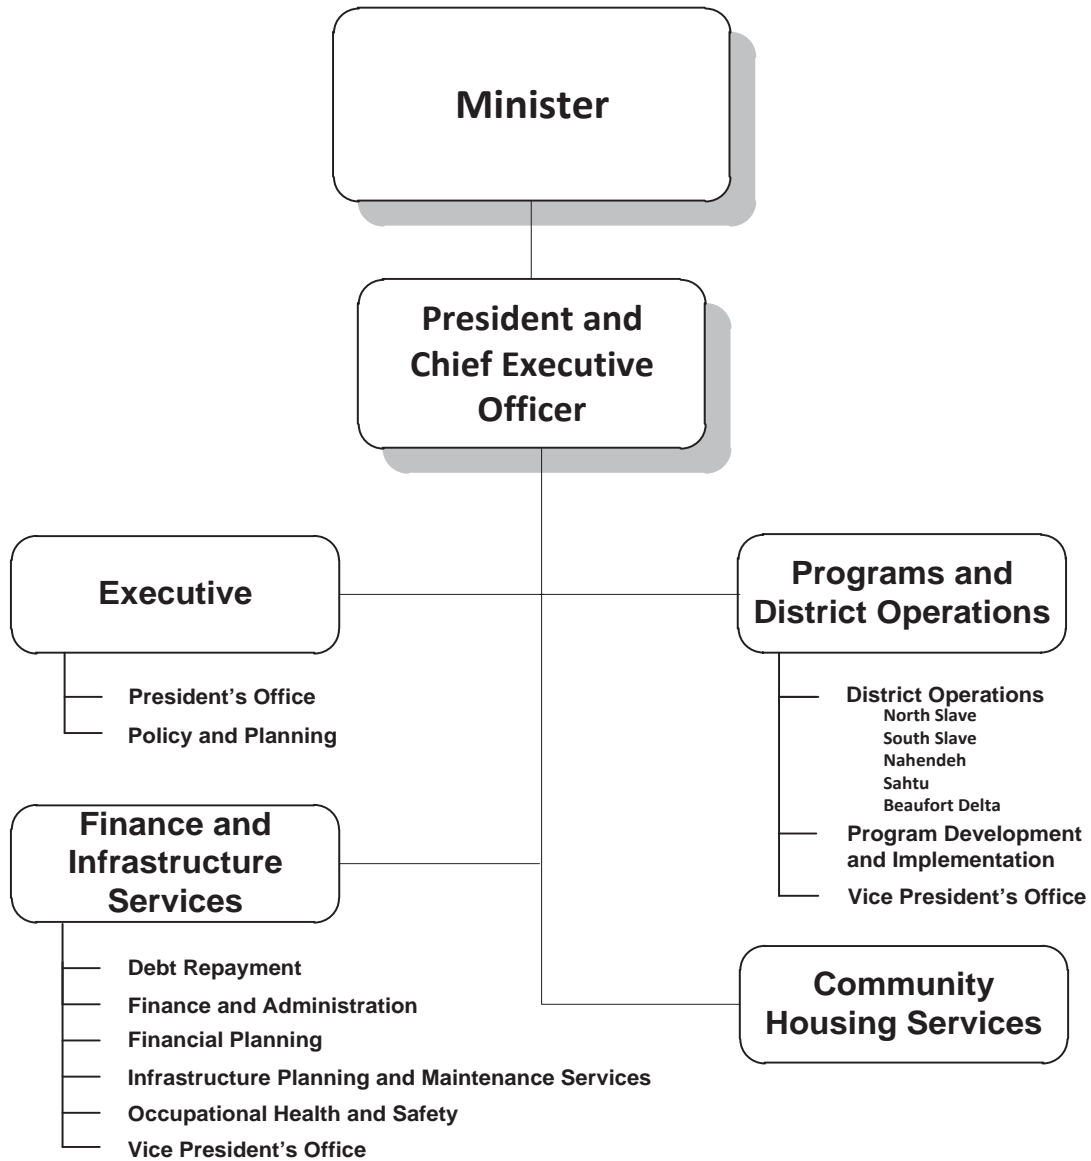 Minister
President and
Chief Executive
Officer
Executive
President’s Office
Policy and Planning
Programs and
District Operations
District Operations
North Slave
South Slave
Nahendeh
Sahtu
Beaufort Delta
Program Development
and Implementation
Vice President’s Office
Finance and
Infrastructure
Services
Debt Repayment
Finance and Administration
Financial Planning
Infrastructure Planning and Maintenance Services
Occupational Health and Safety
Vice President’s Office
Community
Housing Services